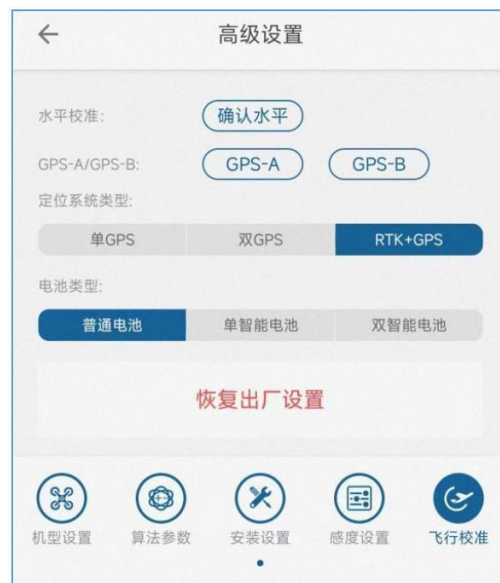 高级设置
水平校准: 确认水平
GPS-A/GPS-B: GPS-A GPS-B
定位系统类型:
单GPS 双GPS RTK+GPS
电池类型:
普通电池 单智能电池 双智能电池
恢复出厂设置
机型设置 算法参数 安装设置 感度设置 飞行校准